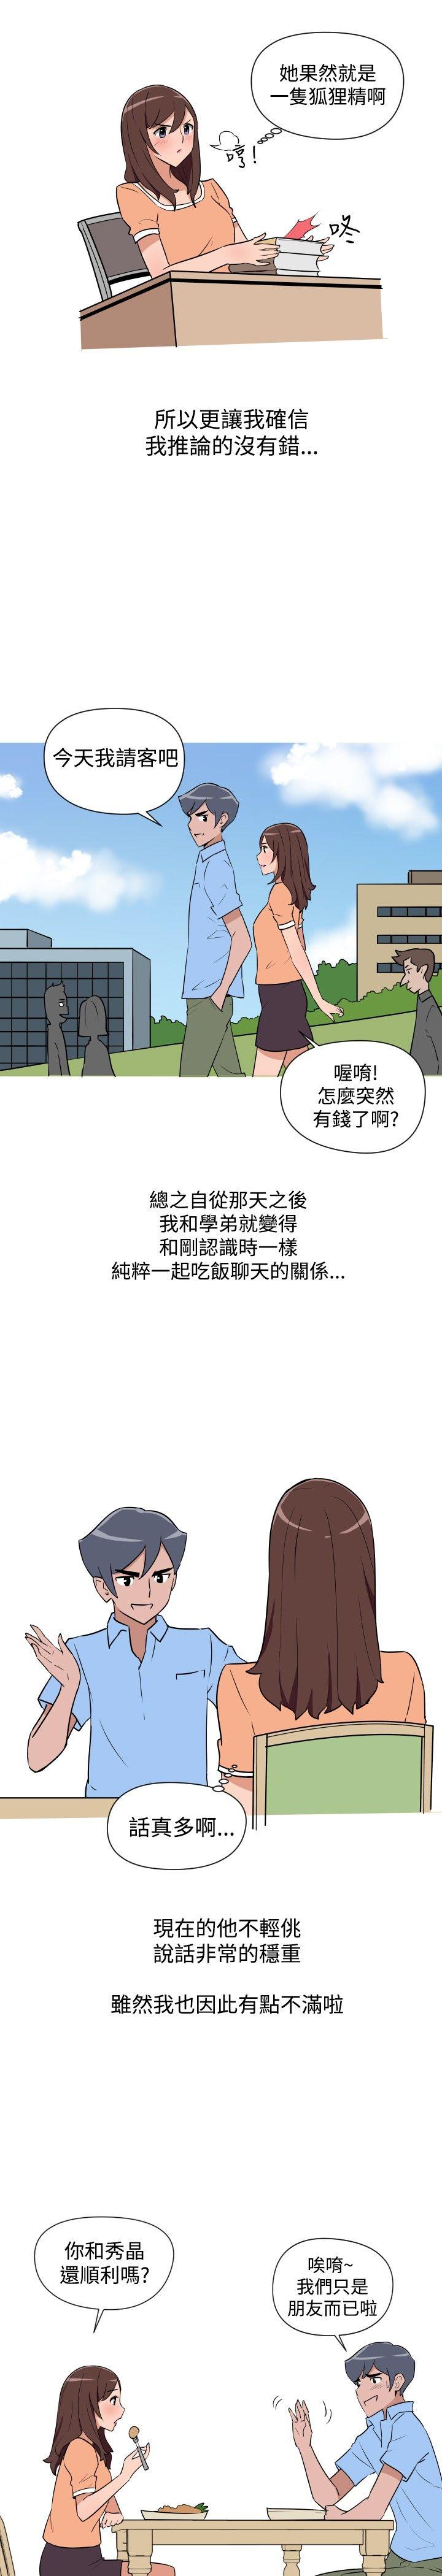 她果然就是
一隻狐狸精啊
哼!
咚
所以更讓我確信
我推論的沒有錯...
今天我請客吧
喔唷!
怎麼突然
有錢了啊?
總之自從那天之後
我和學弟就變得
和剛認識時一樣
純粹一起吃飯聊天的關係...
話真多啊...
現在的他不輕佻
說話非常的穩重
雖然我也因此有點不滿啦
你和秀晶
還順利嗎?
唉唷~
我們只是
朋友而已啦